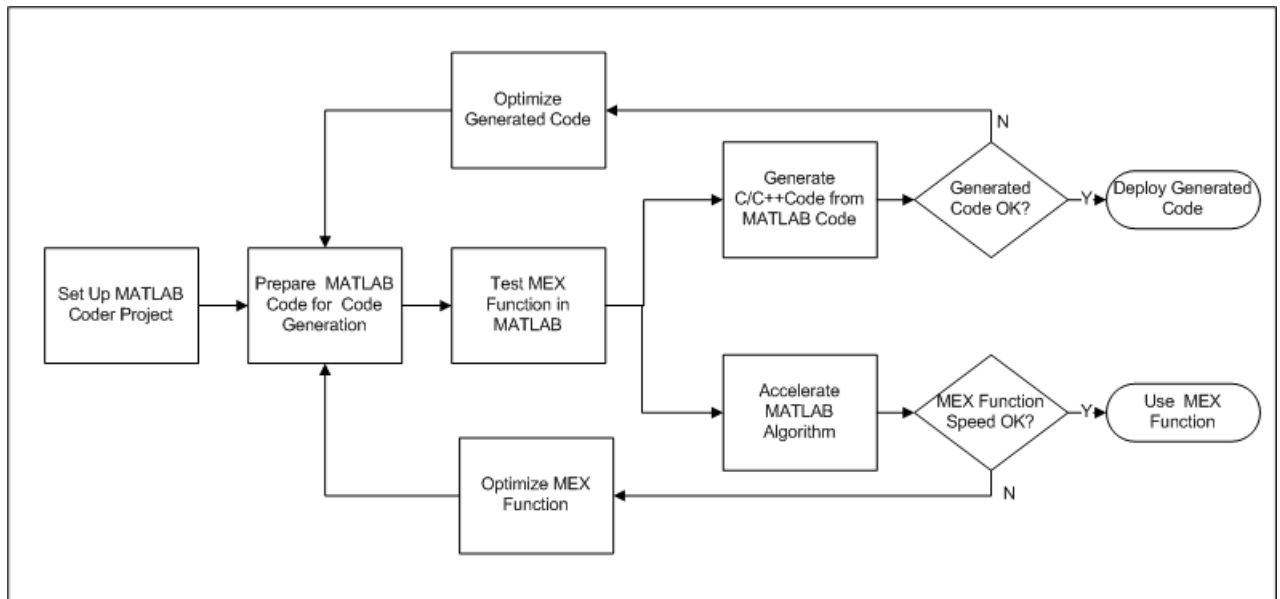 Optimize
Generated Code
N
Generate
C/C++Code from
MATLAB Code
Generated
Code OK?
Y
Deploy Generated
Code
Set Up MATLAB
Coder Project
Prepare MATLAB
Code for Code
Generation
Test MEX
Function in
MATLAB
Accelerate
MATLAB
Algorithm
MEX Function
Speed OK?
Y
Use MEX
Function
Optimize MEX
Function
N